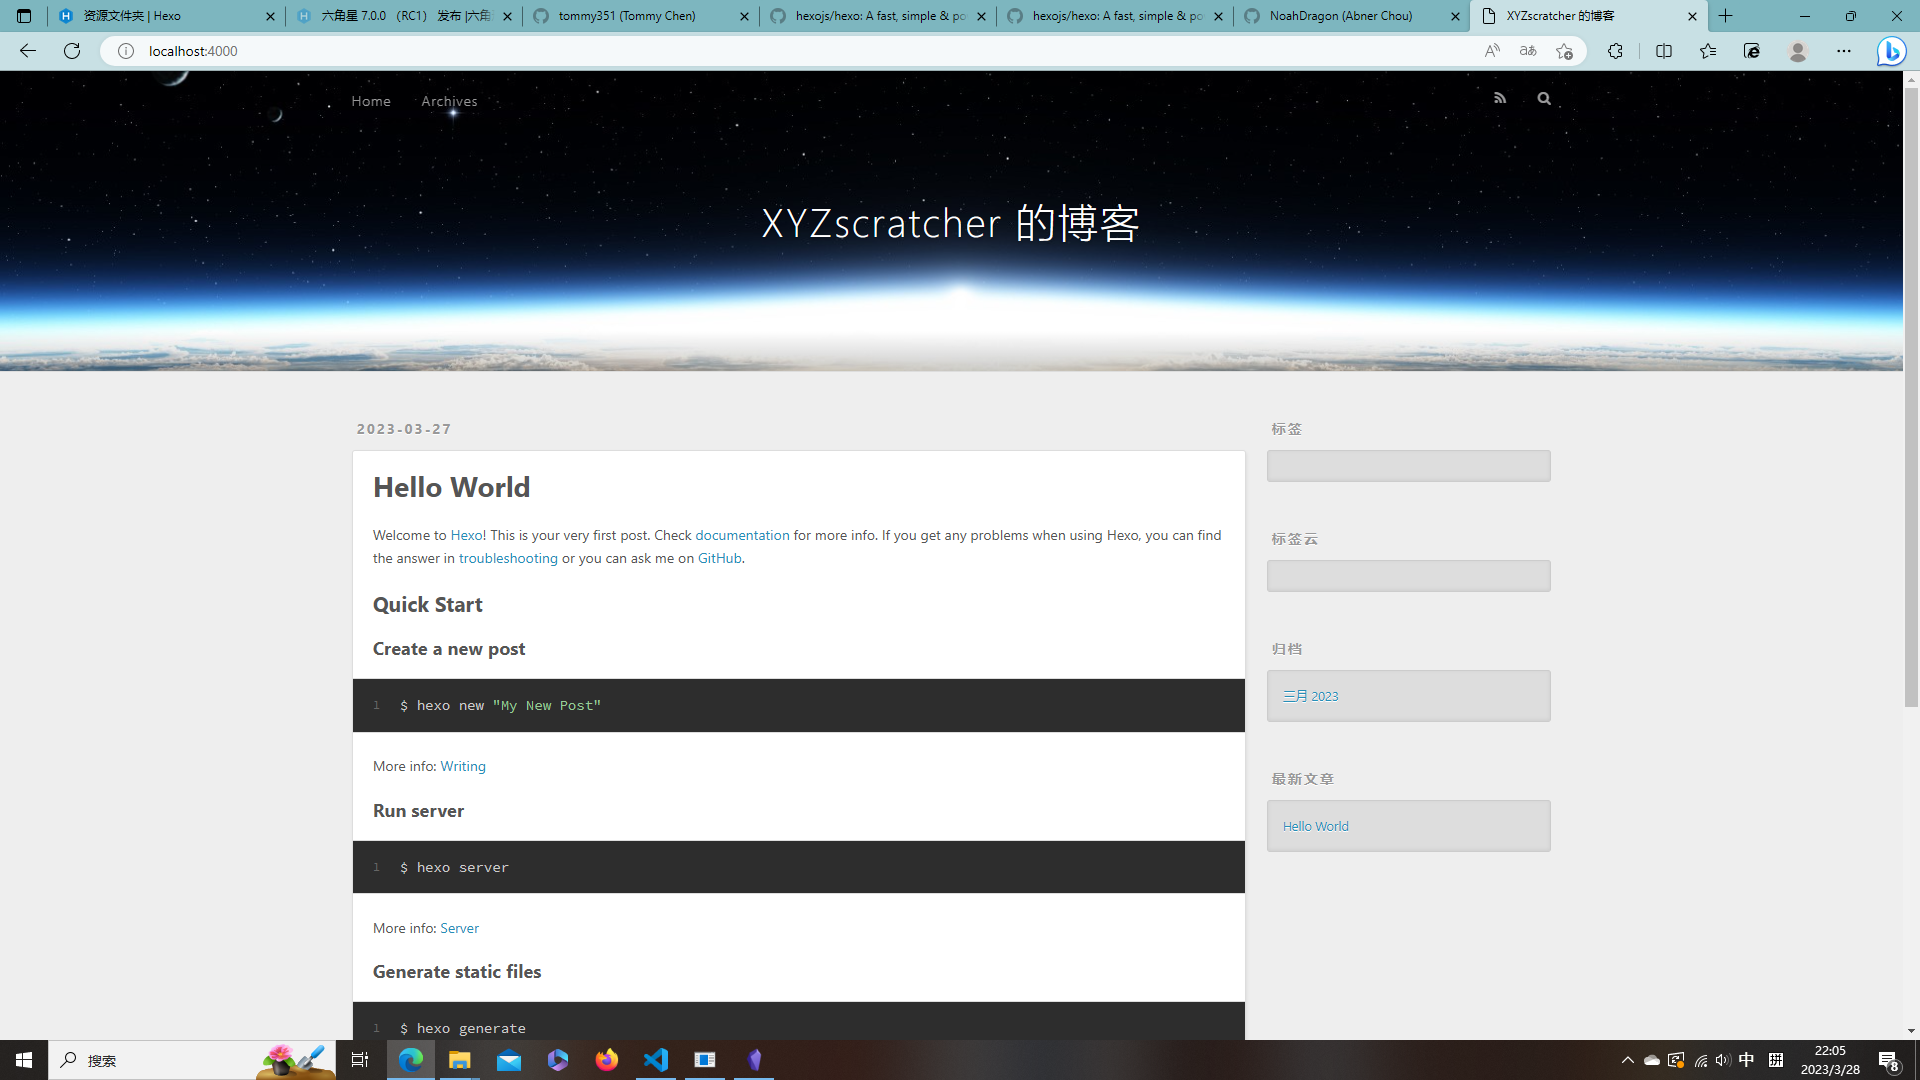 资源文件夹 | Hexo
六角星 7.0.0 （RC1） 发布 |六角
tommy351 (Tommy Chen)
hexojs/hexo: A fast, simple & po
hexojs/hexo: A fast, simple & po
NoahDragon (Abner Chou)
XYZscratcher 的博客
localhost:4000
Home
Archives
XYZscratcher 的博客
2023-03-27
Hello World
Welcome to Hexo! This is your very first post. Check documentation for more info. If you get any problems when using Hexo, you can find
the answer in troubleshooting or you can ask me on GitHub.
Quick Start
Create a new post
1 $ hexo new "My New Post"
More info: Writing
Run server
1 $ hexo server
More info: Server
Generate static files
1 $ hexo generate
标签
标签云
归档
三月 2023
最新文章
Hello World
搜索
中
拼
22:05
2023/3/28
8